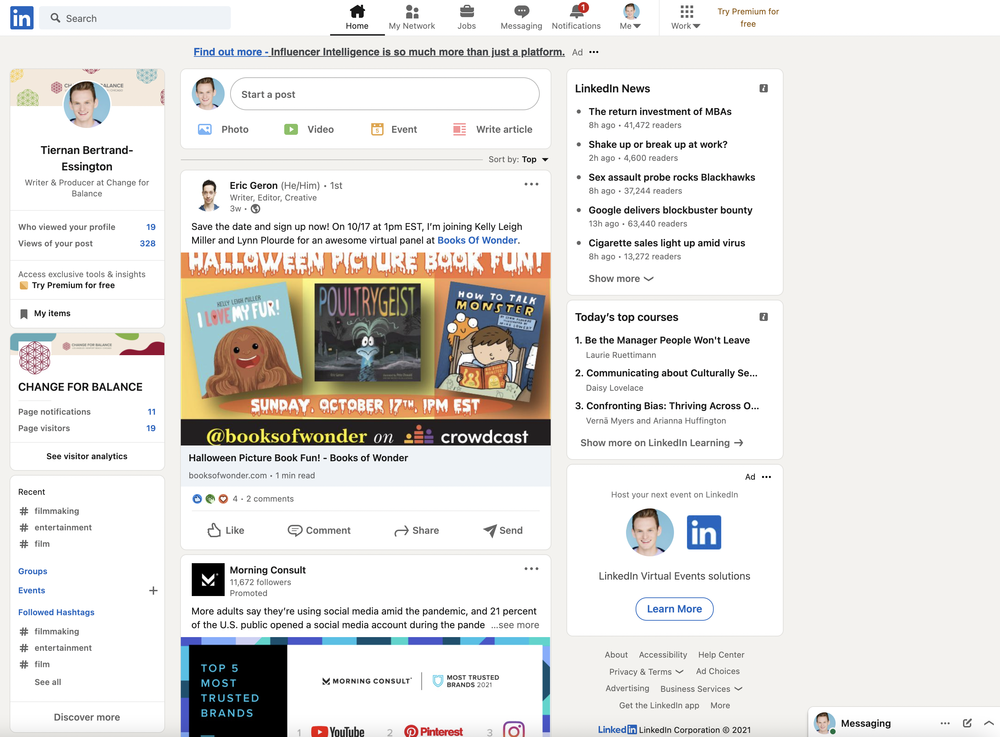 in
Search
Home
My Network
Jobs
Messaging
1
Notifications
Me
Work
Try Premium for
free
Find out more - Influencer Intelligence is so much more than just a platform. Ad
Tiernan Bertrand-
Essington
Writer & Producer at Change for
Balance
Who viewed your profile 19
Views of your post 328
Access exclusive tools & insights
Try Premium for free
My items
CHANGE FOR BALANCE
CHANGE FOR BALANCE
Page notifications 11
Page visitors 19
See visitor analytics
Recent
# filmmaking
# entertainment
# film
Groups
Events
Followed Hashtags
# filmmaking
# entertainment
# film
See all
Discover more
Start a post
Photo
Video
5
Event
Write article
Sort by: Top
Eric Geron (He/Him) • 1st
Writer, Editor, Creative
3w •
Save the date and sign up now! On 10/17 at 1pm EST, I’m joining Kelly Leigh
Miller and Lynn Plourde for an awesome virtual panel at Books Of Wonder.
HALLOWEEN PICTURE BOOK FUN!
KELLY LEIGH MILLER
I LOVE MY FUR!
POULTRYGEIST
Eric Geron
HOW TO TALK
MONSTER
BY LYNN PLOURDE
ILLUSTRATED BY
MIKE LOWERY
BIG BOOK OF
MONSTERS
SUNDAY, OCTOBER 17TH, 1PM EST
@booksofwonder on crowdcast
Halloween Picture Book Fun! - Books of Wonder
booksofwonder.com • 1 min read
4 • 2 comments
Like
Comment
Share
Send
Morning Consult
11,672 followers
Promoted
More adults say they’re using social media amid the pandemic, and 21 percent
of the U.S. public opened a social media account during the pande ...see more
TOP 5
MOST
TRUSTED
BRANDS
MORNING CONSULT
MOST TRUSTED
BRANDS 2021
1 YouTube
2 Pinterest
3
LinkedIn News
The return investment of MBAs
8h ago • 41,472 readers
Shake up or break up at work?
2h ago • 4,600 readers
Sex assault probe rocks Blackhawks
8h ago • 37,244 readers
Google delivers blockbuster bounty
13h ago • 63,440 readers
Cigarette sales light up amid virus
8h ago • 13,272 readers
Show more
Today’s top courses
1. Be the Manager People Won't Leave
Laurie Ruettimann
2. Communicating about Culturally Se...
Daisy Lovelace
3. Confronting Bias: Thriving Across O...
Vernā Myers and Arianna Huffington
Show more on LinkedIn Learning →
Ad
Host your next event on LinkedIn
in
LinkedIn Virtual Events solutions
Learn More
About Accessibility Help Center
Privacy & Terms Ad Choices
Advertising Business Services
Get the LinkedIn app More
LinkedIn LinkedIn Corporation © 2021
Messaging